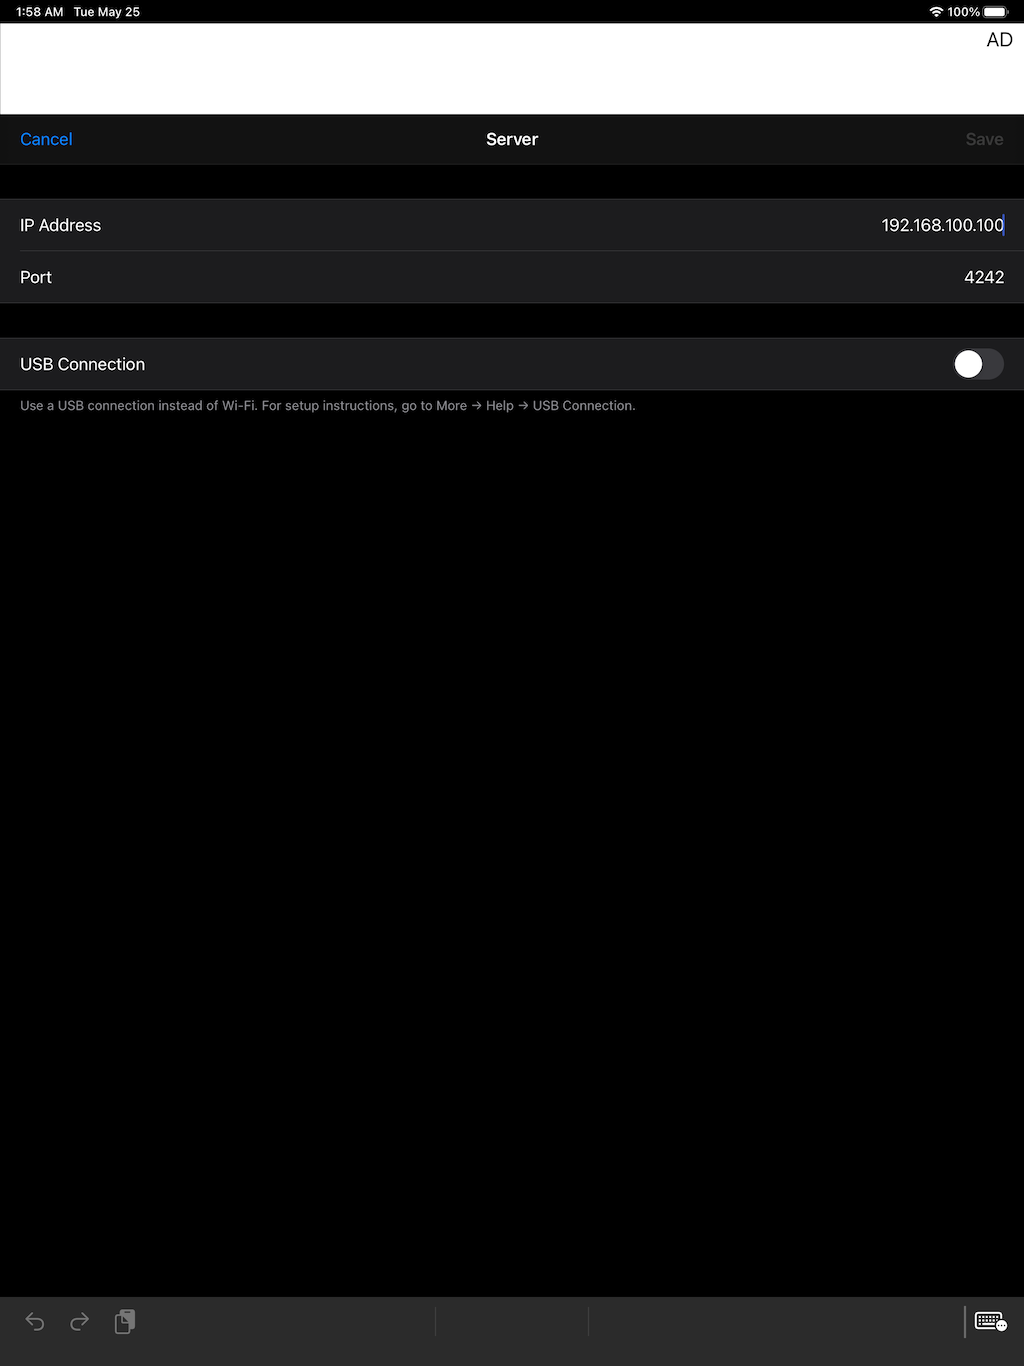 1:58 AM Tue May 25 100%
AD
Cancel Server Save
IP Address 192.168.100.100
Port 4242
USB Connection
Use a USB connection instead of Wi-Fi. For setup instructions, go to More → Help → USB Connection.